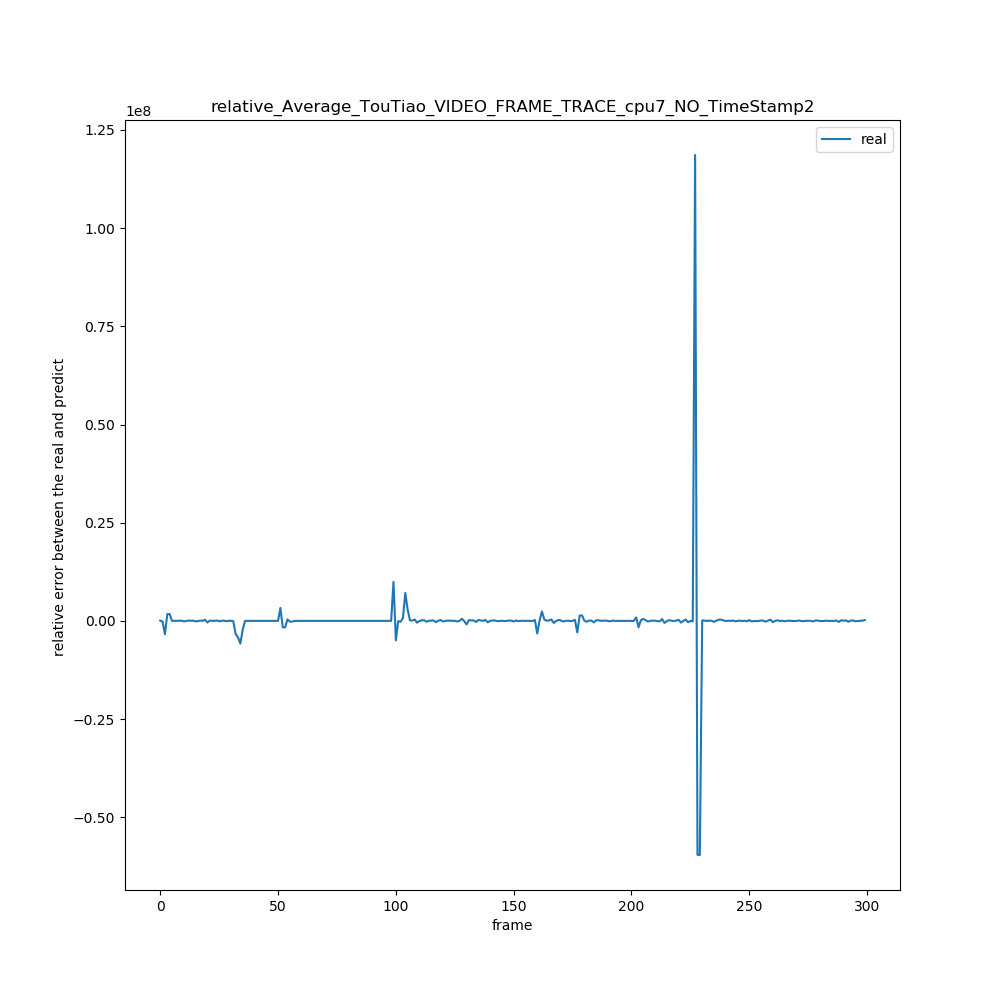 relative_Average_TouTiao_VIDEO_FRAME_TRACE_cpu7_NO_TimeStamp2
1e8
real
1.25
1.00
0.75
0.50
0.25
0.00
−0.25
−0.50
relative error between the real and predict
0 50 100 150 200 250 300
frame